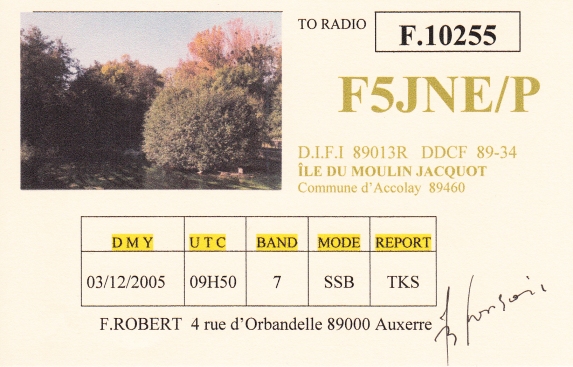 TO RADIO F.10255
F5JNE/P
D.I.F.I 89013R DDCF 89-34
ÎLE DU MOULIN JACQUOT
Commune d'Accolay 89460
D M Y U T C BAND MODE REPORT
03/12/2005 09H50 7 SSB TKS
F.ROBERT 4 rue d'Orbandelle 89000 Auxerre